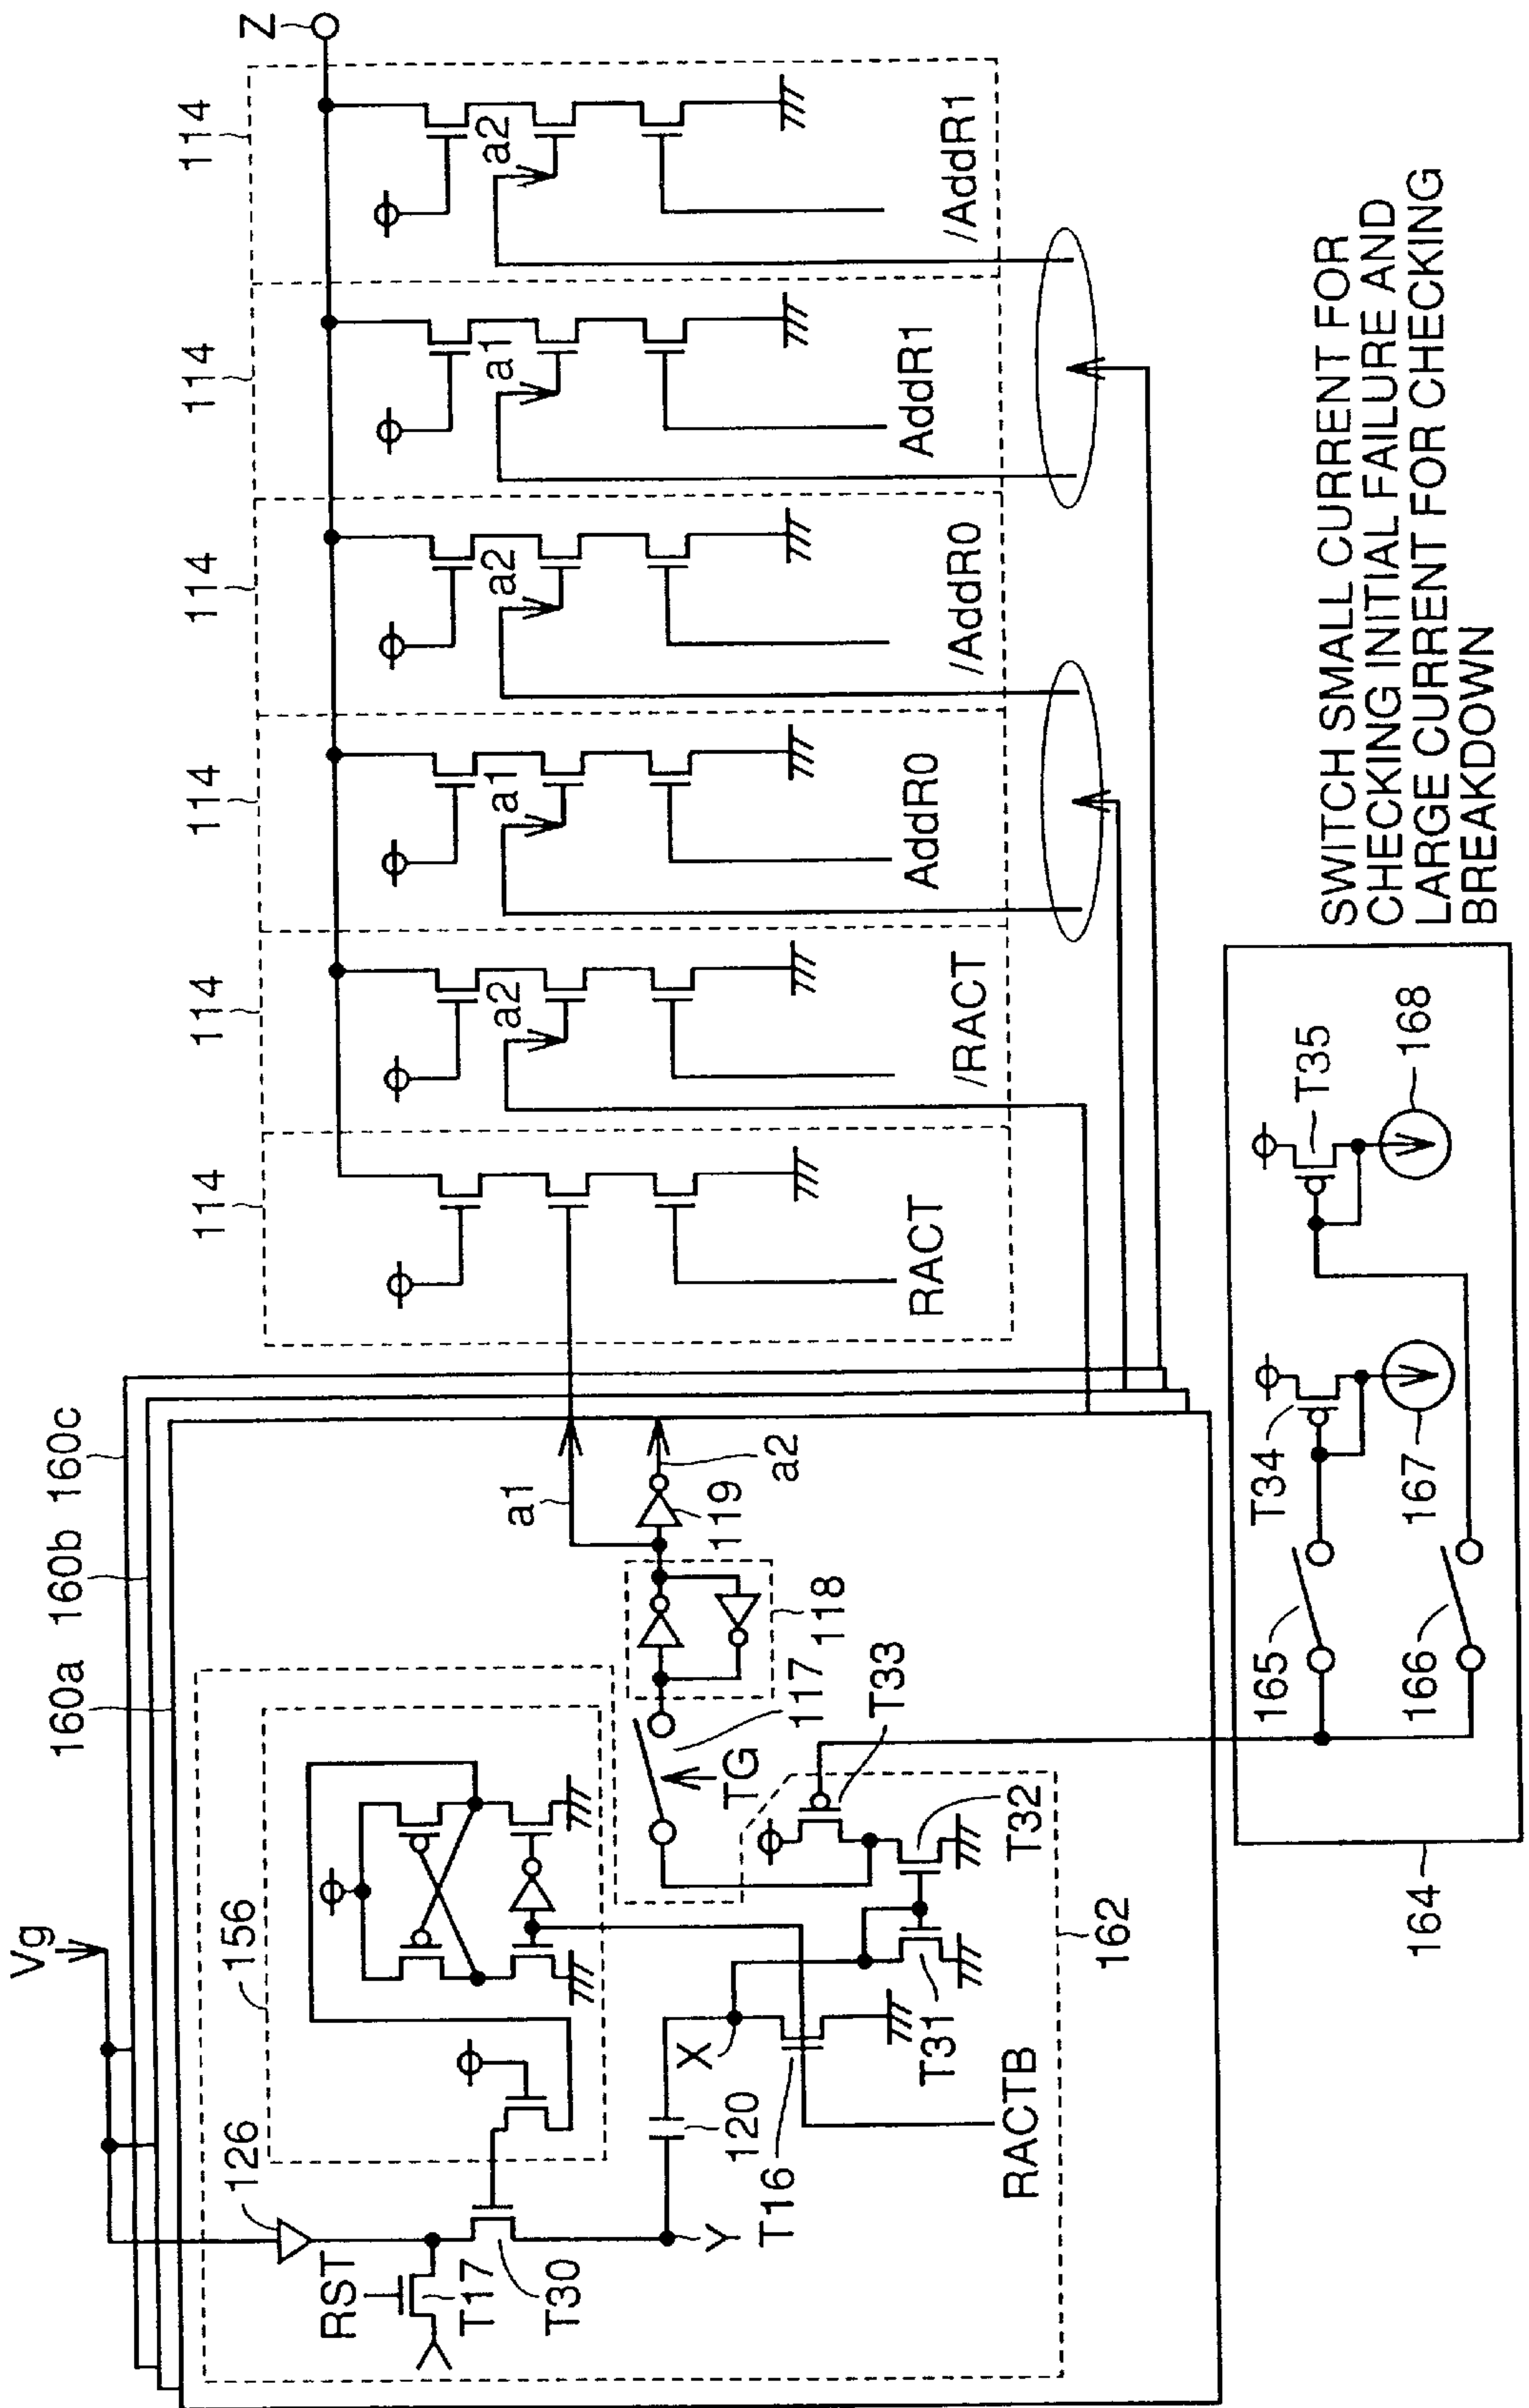 Z
114
114
114
114
114
114
a2
a1
a2
a1
a2
/AddR1
AddR1
/AddR0
AddR0
/RACT
RACT
160a
160b
160c
Vg
156
126
RST
T17
T30
Y
120
X
T16
RACTB
T31
T32
162
T33
TG
117
118
119
a1
a2
164
165
166
T34
167
T35
168
SWITCH SMALL CURRENT FOR
CHECKING INITIAL FAILURE AND
LARGE CURRENT FOR CHECKING
BREAKDOWN